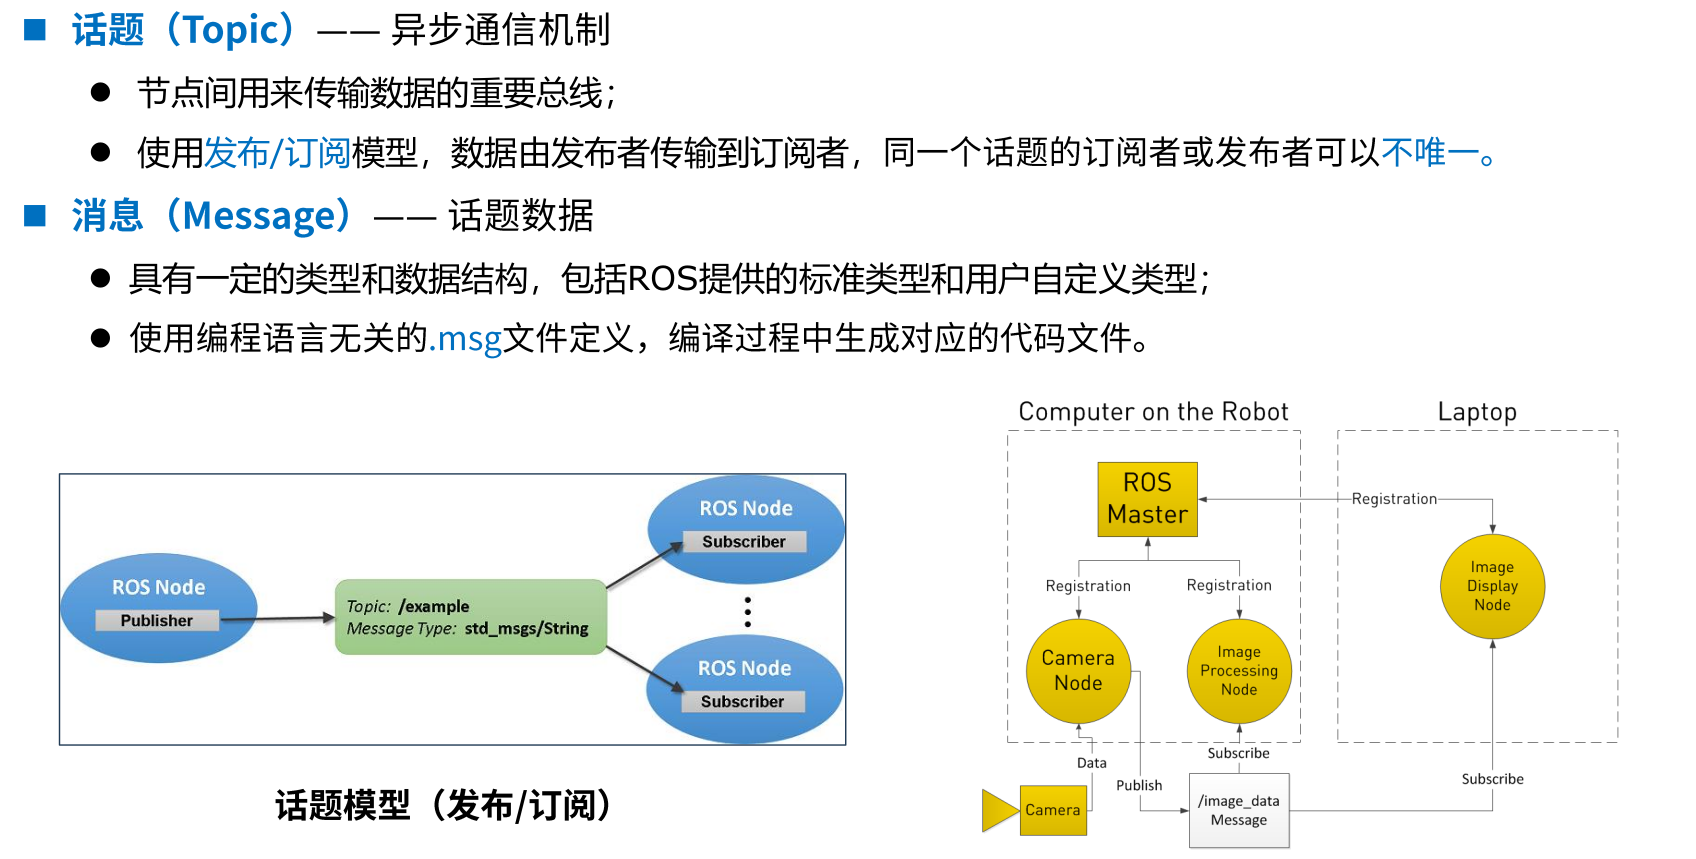 话题（Topic）—— 异步通信机制
节点间用来传输数据的重要总线；
使用发布/订阅模型，数据由发布者传输到订阅者，同一个话题的订阅者或发布者可以不唯一。
消息（Message）—— 话题数据
具有一定的类型和数据结构，包括ROS提供的标准类型和用户自定义类型；
使用编程语言无关的.msg文件定义，编译过程中生成对应的代码文件。
ROS Node
Publisher
Topic: /example
Message Type: std_msgs/String
ROS Node
Subscriber
ROS Node
Subscriber
话题模型（发布/订阅）
Computer on the Robot
Laptop
ROS
Master
Registration
Registration
Registration
Camera
Node
Image
Processing
Node
Image
Display
Node
Data
Publish
Subscribe
Subscribe
Camera
/image_data
Message